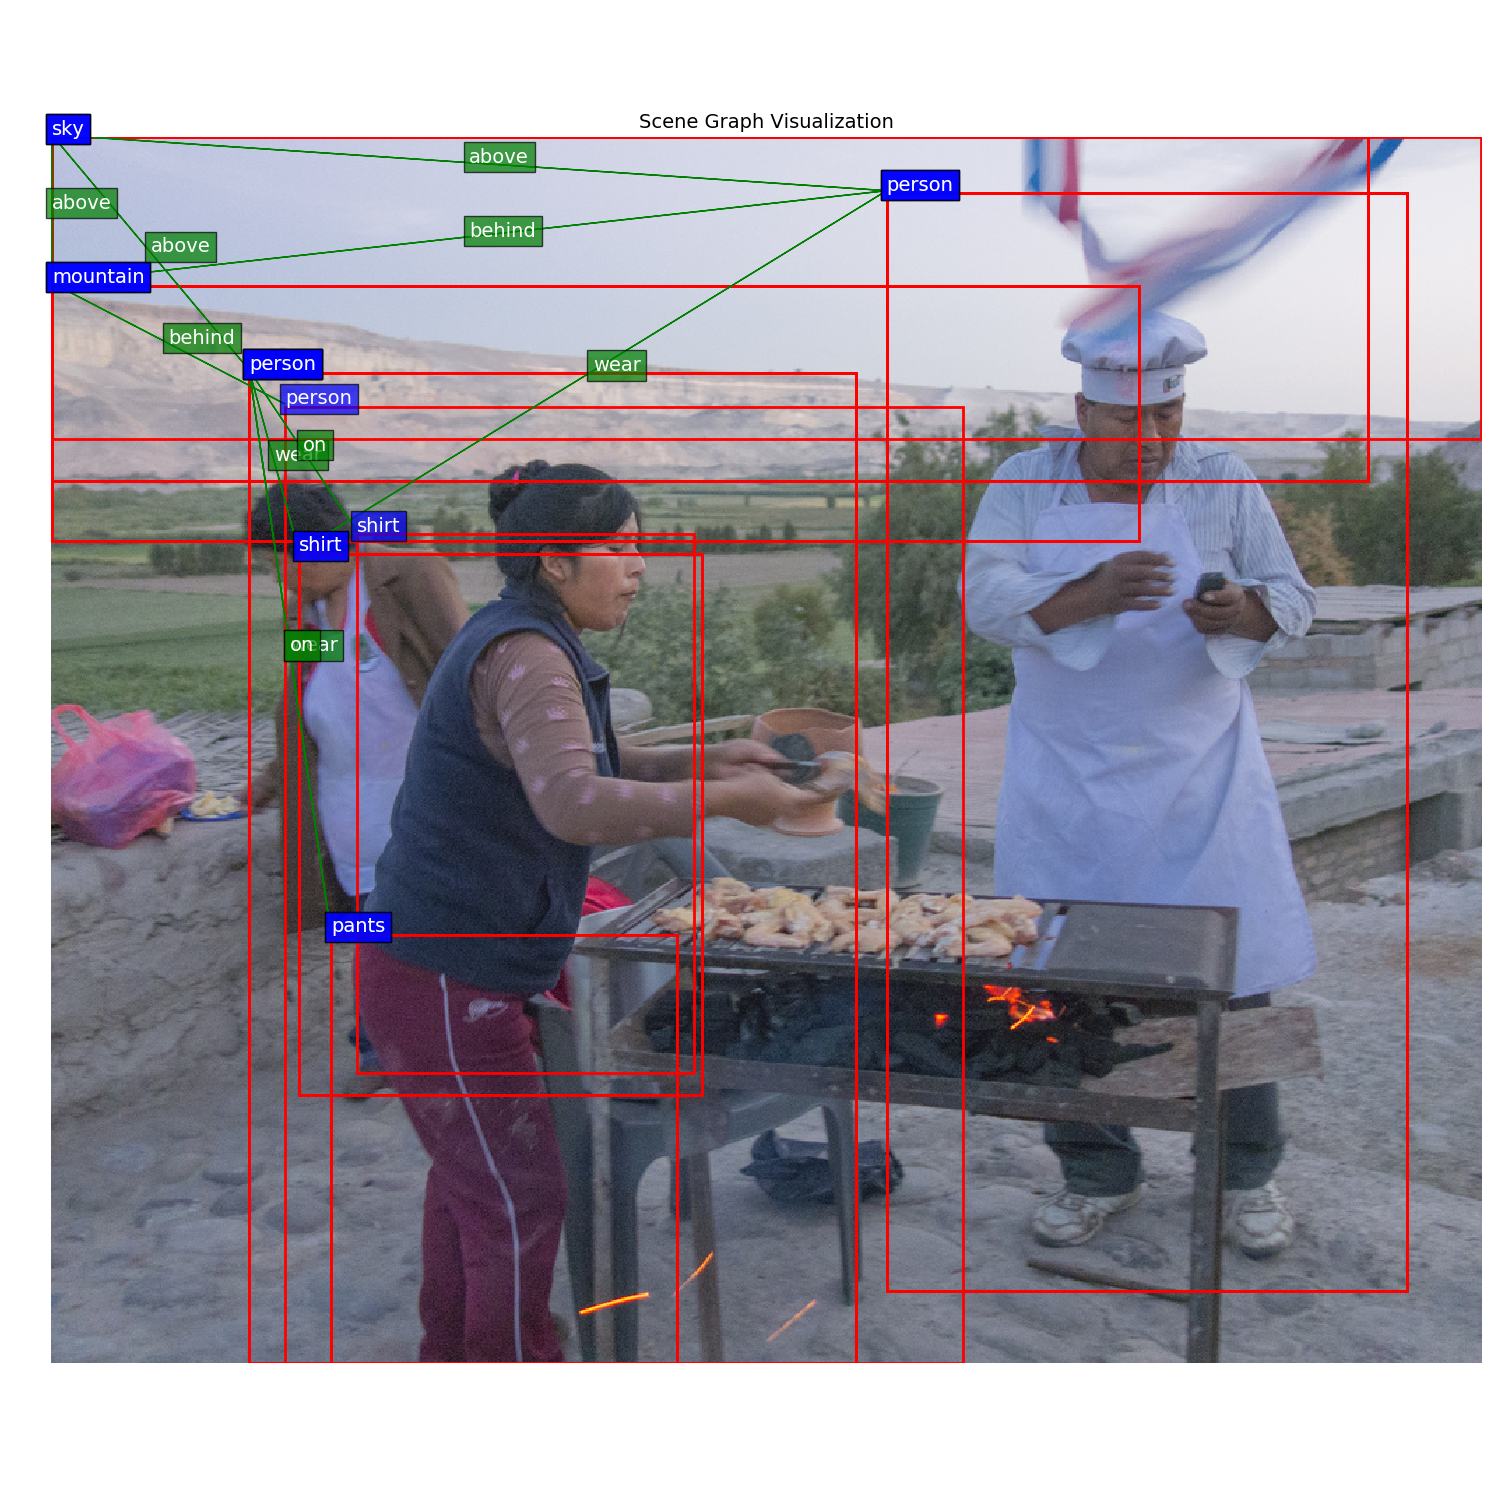 Scene Graph Visualization
sky
above
person
above
behind
above
mountain
behind
person
wear
person
on
wear
shirt
shirt
on
ar
pants